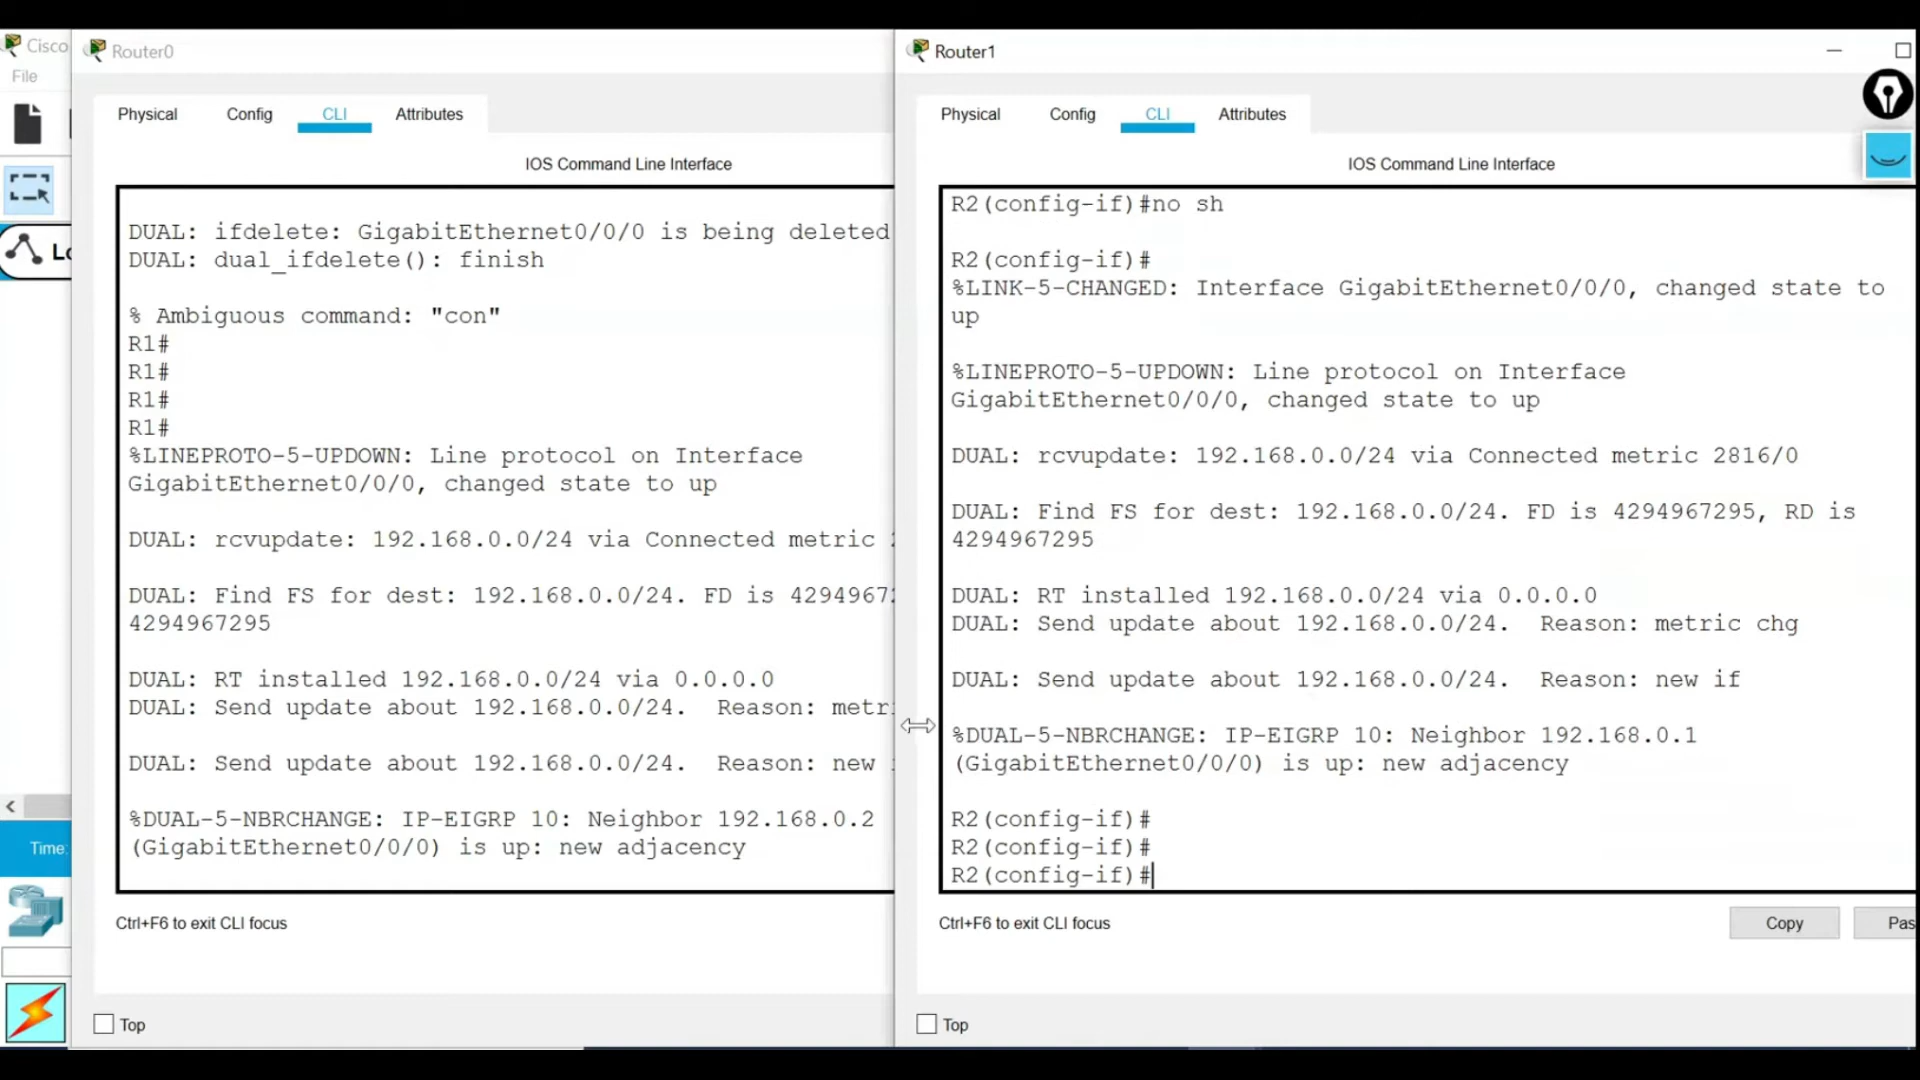 Cisco
File
Lo
Time:
Router0
Physical
Config
CLI
Attributes
IOS Command Line Interface
DUAL: ifdelete: GigabitEthernet0/0/0 is being deleted
DUAL: dual_ifdelete(): finish
% Ambiguous command: "con"
R1#
R1#
R1#
R1#
%LINEPROTO-5-UPDOWN: Line protocol on Interface
GigabitEthernet0/0/0, changed state to up
DUAL: rcvupdate: 192.168.0.0/24 via Connected metric
DUAL: Find FS for dest: 192.168.0.0/24. FD is 4294967
4294967295
DUAL: RT installed 192.168.0.0/24 via 0.0.0.0
DUAL: Send update about 192.168.0.0/24.  Reason: metr
DUAL: Send update about 192.168.0.0/24.  Reason: new
%DUAL-5-NBRCHANGE: IP-EIGRP 10: Neighbor 192.168.0.2
(GigabitEthernet0/0/0) is up: new adjacency
Ctrl+F6 to exit CLI focus
Top
Router1
Physical
Config
CLI
Attributes
IOS Command Line Interface
R2(config-if)#no sh
R2(config-if)#
%LINK-5-CHANGED: Interface GigabitEthernet0/0/0, changed state to
up
%LINEPROTO-5-UPDOWN: Line protocol on Interface
GigabitEthernet0/0/0, changed state to up
DUAL: rcvupdate: 192.168.0.0/24 via Connected metric 2816/0
DUAL: Find FS for dest: 192.168.0.0/24. FD is 4294967295, RD is
4294967295
DUAL: RT installed 192.168.0.0/24 via 0.0.0.0
DUAL: Send update about 192.168.0.0/24.  Reason: metric chg
DUAL: Send update about 192.168.0.0/24.  Reason: new if
%DUAL-5-NBRCHANGE: IP-EIGRP 10: Neighbor 192.168.0.1
(GigabitEthernet0/0/0) is up: new adjacency
R2(config-if)#
R2(config-if)#
R2(config-if)#
Ctrl+F6 to exit CLI focus
Copy
Pas
Top